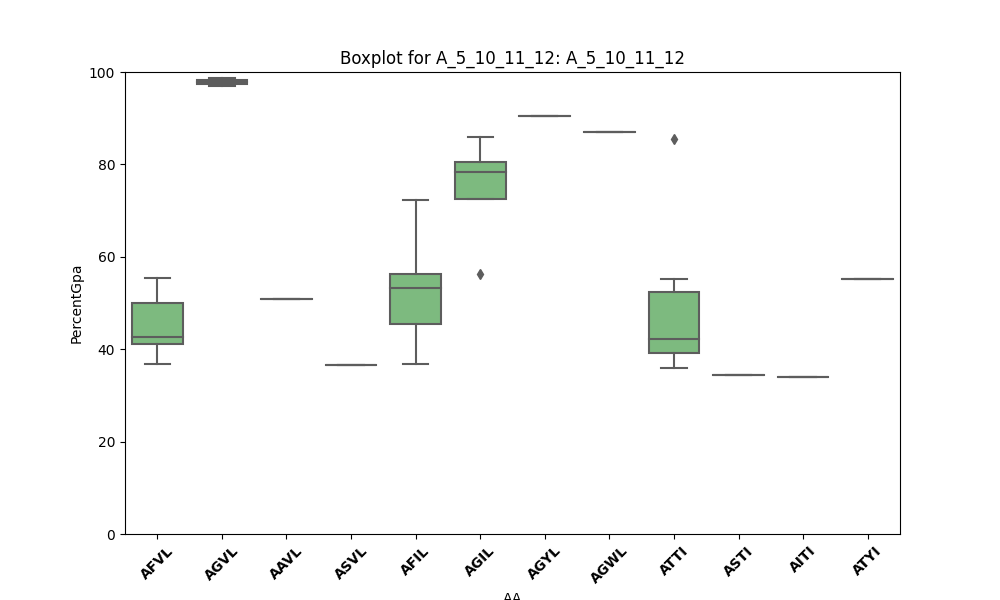 Boxplot for A_5_10_11_12: A_5_10_11_12
100
80
60
40
20
0
PercentGpa
AFVL
AGVL
AAVL
ASVL
AFIL
AGIL
AGYL
AGWL
ATTI
ASTI
AITI
ATYI
AA